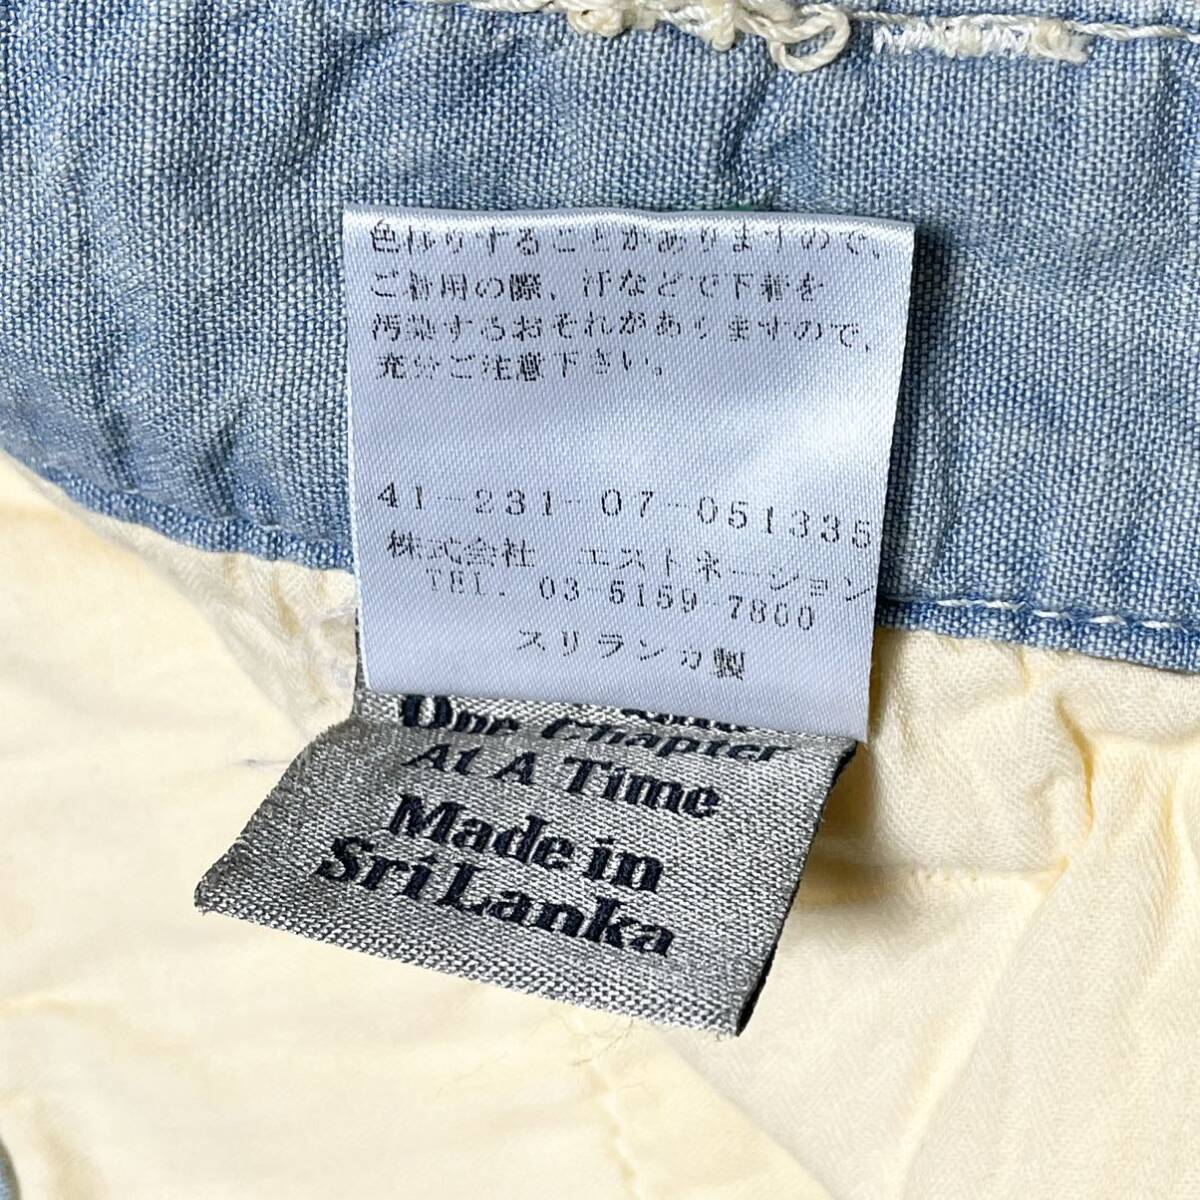 色移りすることがありますので、
ご着用の際、汗などで下着を
汚染するおそれがありますので、
充分ご注意下さい。
41-231-07-051335
株式会社 エストネーション
TEL. 03-5159-7800
スリランカ製
One Chapter
At A Time
Made in
Sri Lanka